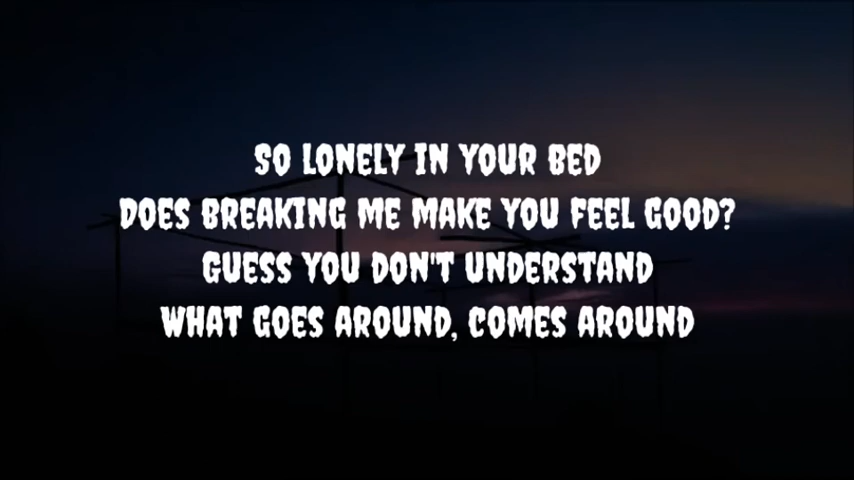 SO LONELY IN YOUR BED
DOES BREAKING ME MAKE YOU FEEL GOOD?
GUESS YOU DON'T UNDERSTAND
WHAT GOES AROUND, COMES AROUND